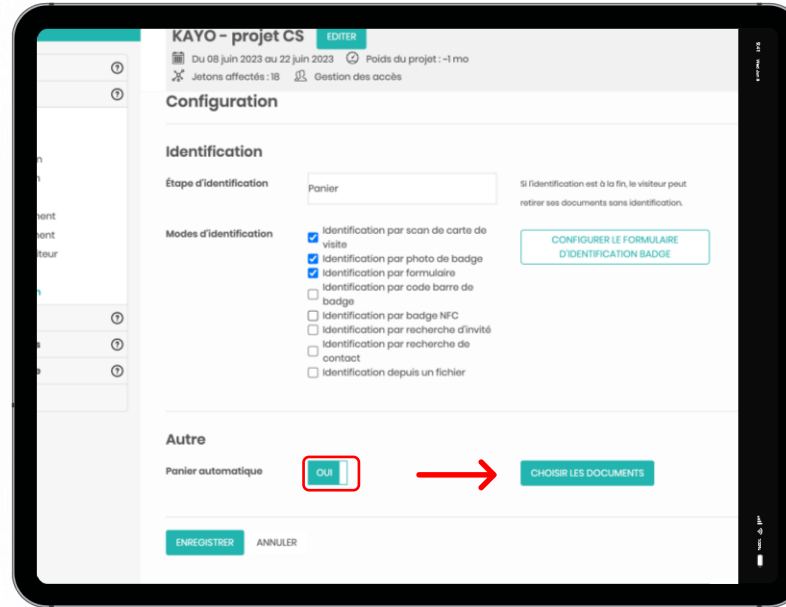 KAYO - projet CS EDITER
Du 08 juin 2023 au 22 juin 2023 Poids du projet : ~1 mo
Jetons affectés : 18 Gestion des accès
Configuration
Identification
Étape d'identification Panier Si l'identification est à la fin, le visiteur peut
retirer ses documents sans identification.
Modes d'identification Identification par scan de carte de
visite
CONFIGURER LE FORMULAIRE
D'IDENTIFICATION BADGE
Identification par photo de badge
Identification par formulaire
Identification par code barre de
badge
Identification par badge NFC
Identification par recherche d'invité
Identification par recherche de
contact
Identification depuis un fichier
Autre
Panier automatique OUI CHOISIR LES DOCUMENTS
ENREGISTRER ANNULER
9:41